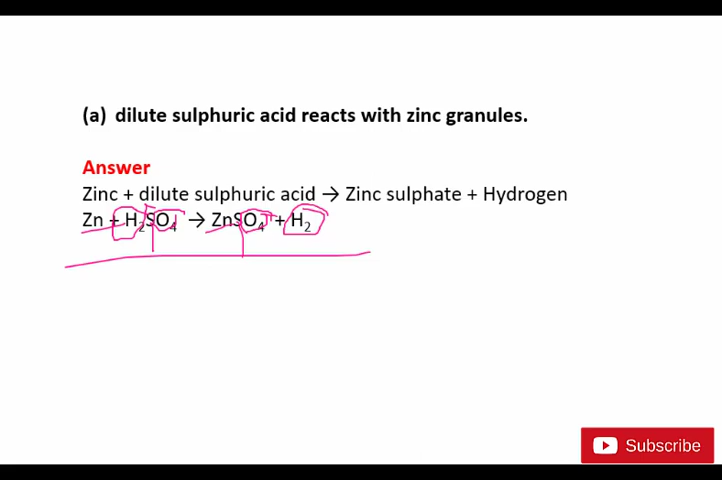 (a) dilute sulphuric acid reacts with zinc granules.
Answer
Zinc + dilute sulphuric acid → Zinc sulphate + Hydrogen
Zn + H₂SO₄ → ZnSO₄ + H₂
Subscribe